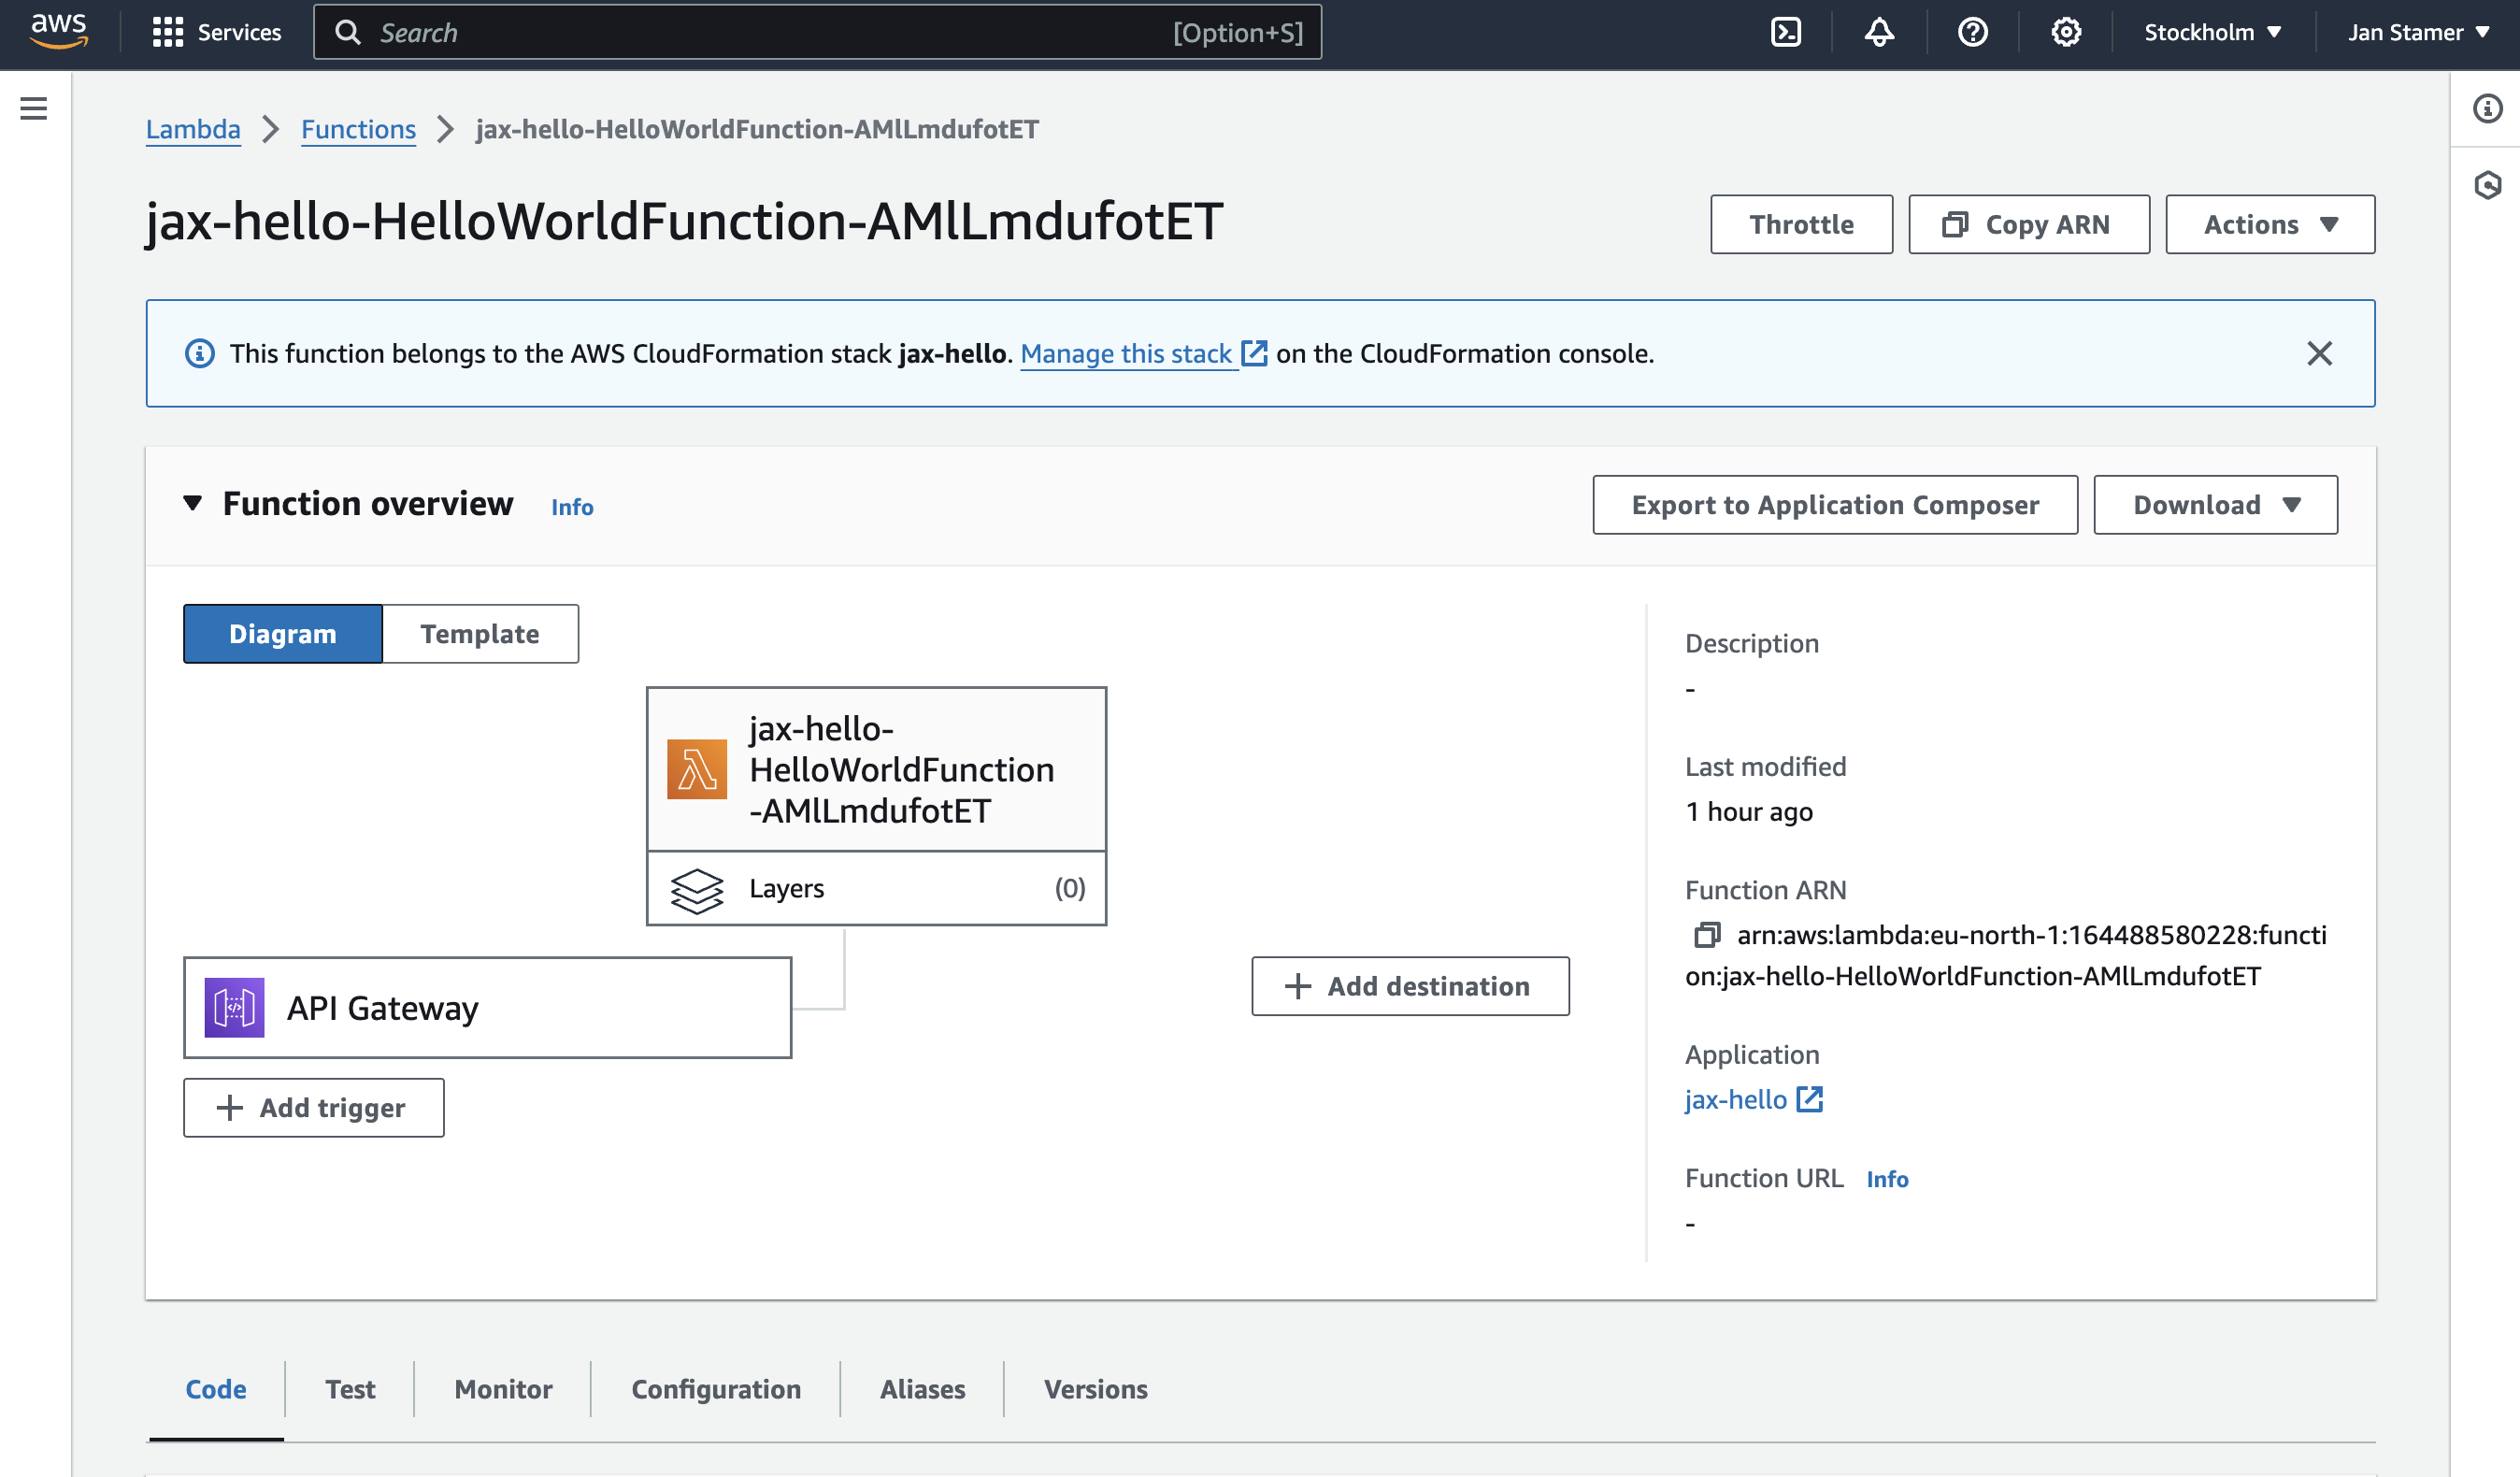 aws Services Search [Option+S] Stockholm Jan Stamer
Lambda Functions jax-hello-HelloWorldFunction-AMlLmdufotET
jax-hello-HelloWorldFunction-AMlLmdufotET
Throttle Copy ARN Actions
This function belongs to the AWS CloudFormation stack jax-hello. Manage this stack on the CloudFormation console.
Function overview Info
Export to Application Composer Download
Diagram Template
jax-hello-
HelloWorldFunction
-AMlLmdufotET
Layers (0)
API Gateway
Add trigger
Add destination
Description
-
Last modified
1 hour ago
Function ARN
arn:aws:lambda:eu-north-1:164488580228:functi
on:jax-hello-HelloWorldFunction-AMlLmdufotET
Application
jax-hello
Function URL Info
-
Code Test Monitor Configuration Aliases Versions